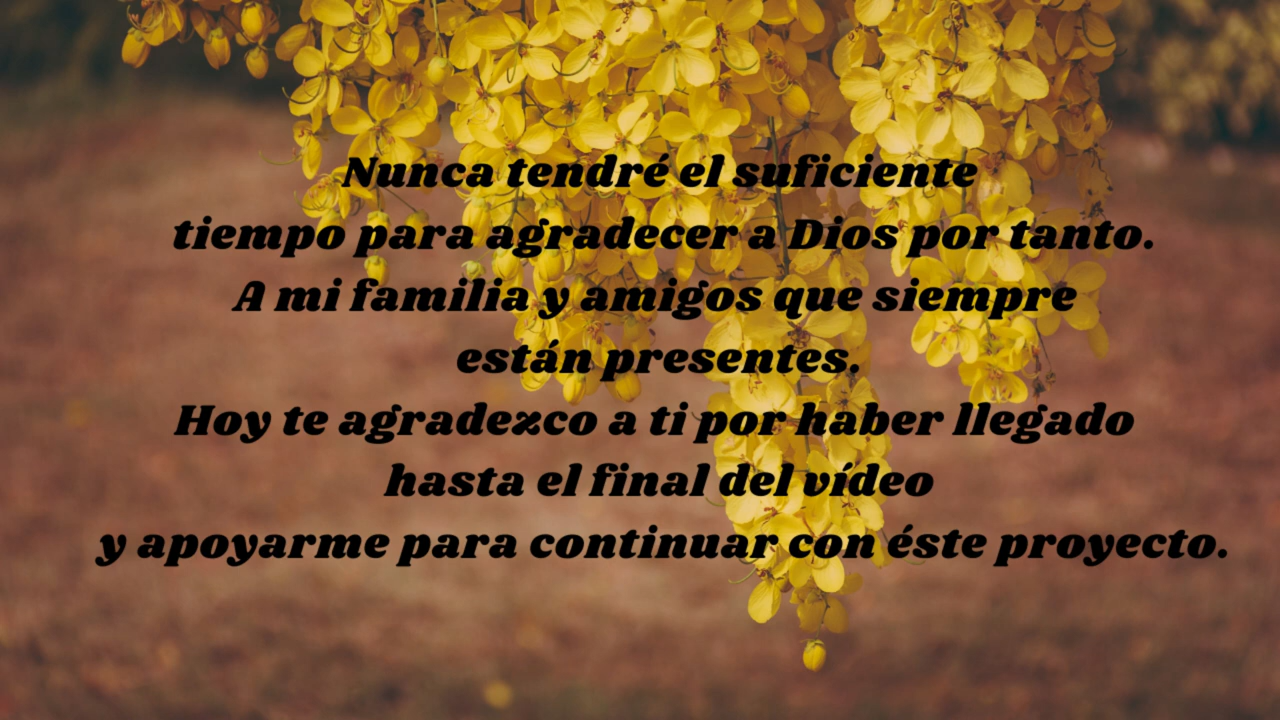 Nunca tendré el suficiente
tiempo para agradecer a Dios por tanto.
A mi familia y amigos que siempre
están presentes.
Hoy te agradezco a ti por haber llegado
hasta el final del vídeo
y apoyarme para continuar con éste proyecto.